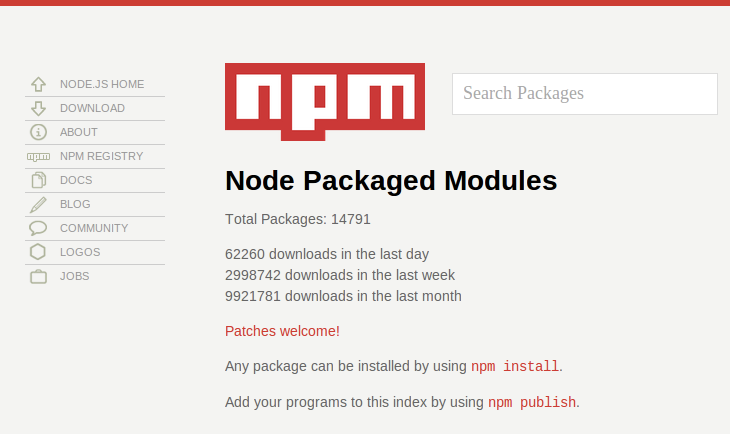 NODE.JS HOME
DOWNLOAD
ABOUT
NPM REGISTRY
DOCS
BLOG
COMMUNITY
LOGOS
JOBS
npm
Search Packages
Node Packaged Modules
Total Packages: 14791
62260 downloads in the last day
2998742 downloads in the last week
9921781 downloads in the last month
Patches welcome!
Any package can be installed by using npm install.
Add your programs to this index by using npm publish.